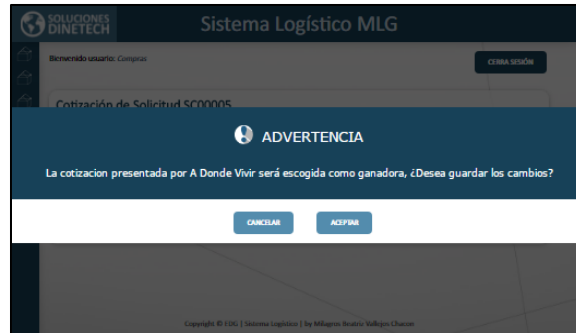 SOLUCIONES
DINETECH
Sistema Logístico MLG
Bienvenido usuario: Compras
CERRA SESIÓN
Cotización de Solicitud SC00005
ADVERTENCIA
La cotizacion presentada por A Donde Vivir será escogida como ganadora, ¿Desea guardar los cambios?
CANCELAR
ACEPTAR
Copyright © EDG | Sistema Logístico | by Milagros Beatriz Vallejos Chacon